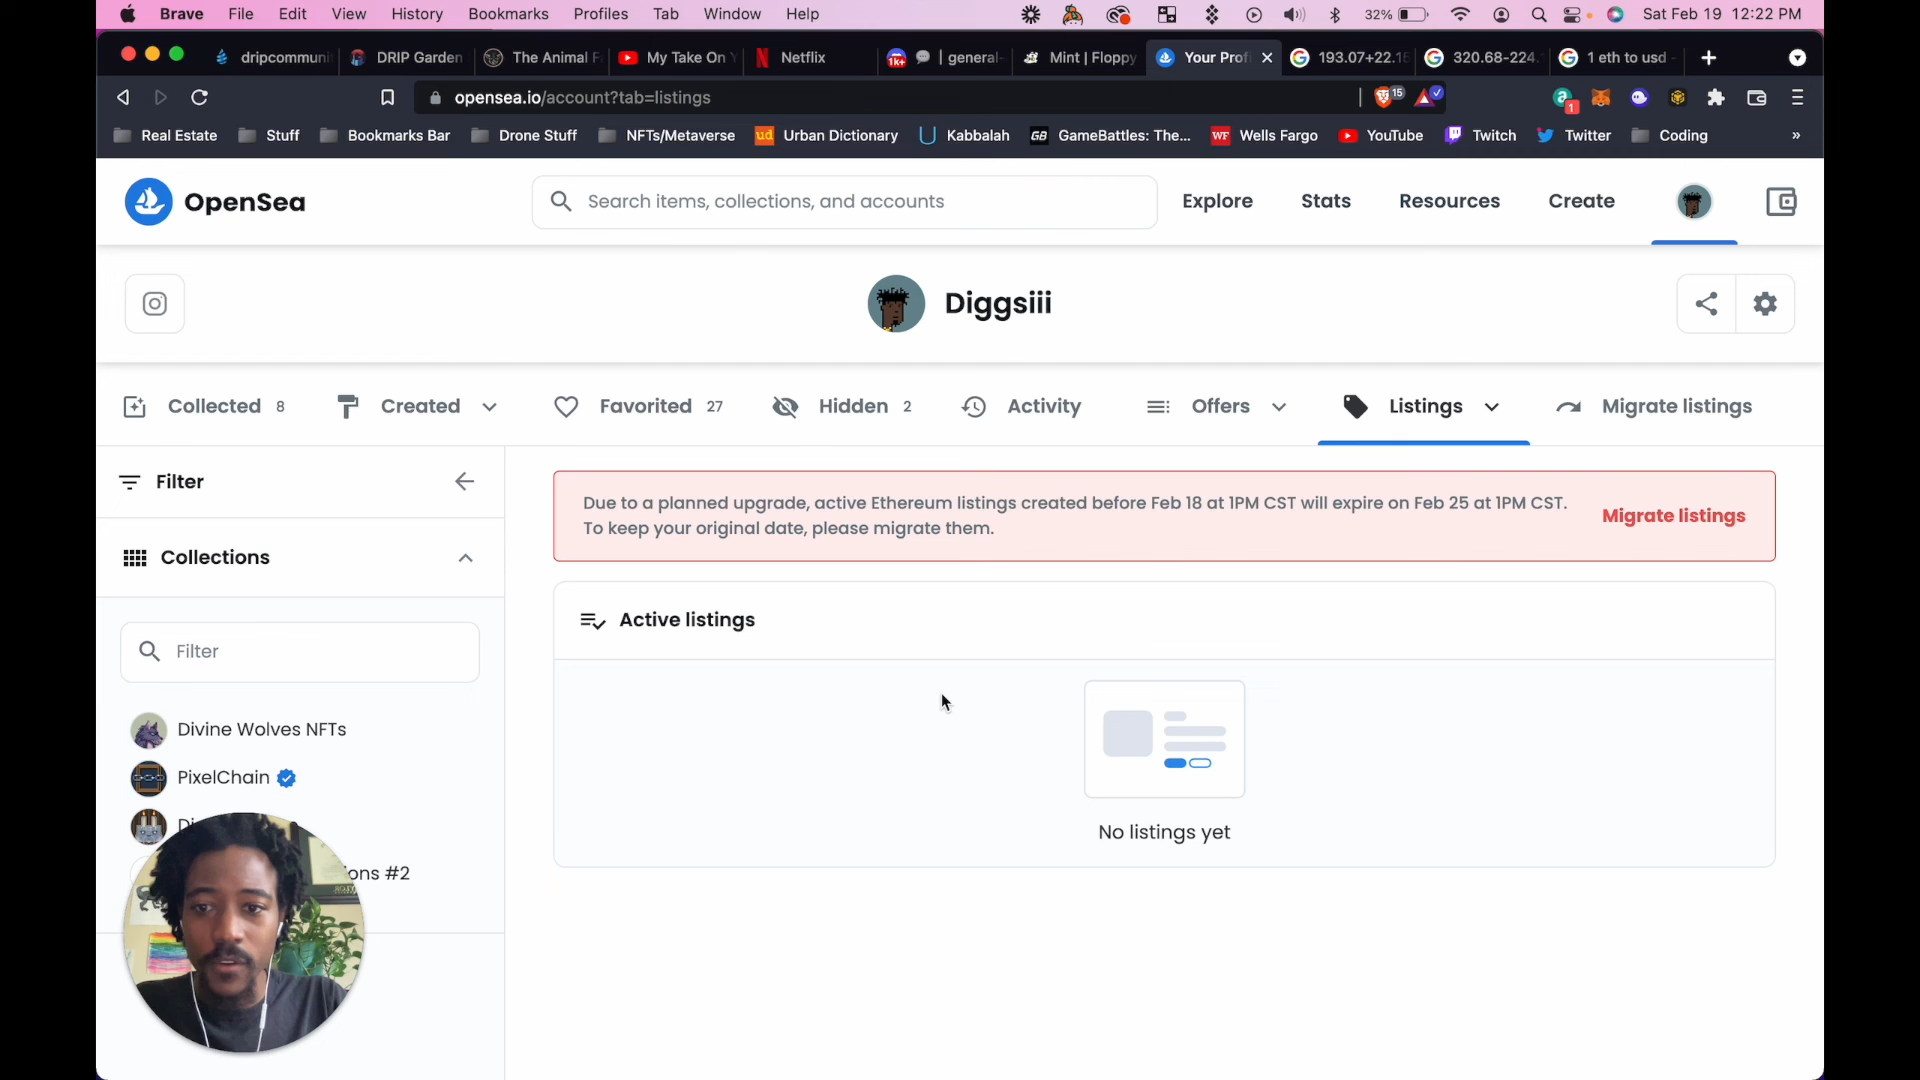 Brave File Edit View History Bookmarks Profiles Tab Window Help 32% Sat Feb 19 12:22 PM
dripcommuni DRIP Garden The Animal F My Take On Y Netflix 1k+ | general- Mint | Floppy Your Profi 193.07+22.15 320.68-224. 1 eth to usd -
opensea.io/account?tab=listings 15 1
Real Estate Stuff Bookmarks Bar Drone Stuff NFTs/Metaverse ud Urban Dictionary Kabbalah GB GameBattles: The... WF Wells Fargo YouTube Twitch Twitter Coding »
OpenSea Search items, collections, and accounts Explore Stats Resources Create
Diggsiii
Collected 8 Created Favorited 27 Hidden 2 Activity Offers Listings Migrate listings
Filter
Due to a planned upgrade, active Ethereum listings created before Feb 18 at 1PM CST will expire on Feb 25 at 1PM CST.
To keep your original date, please migrate them.
Migrate listings
Collections
Active listings
Filter
Divine Wolves NFTs
PixelChain
ons #2
No listings yet